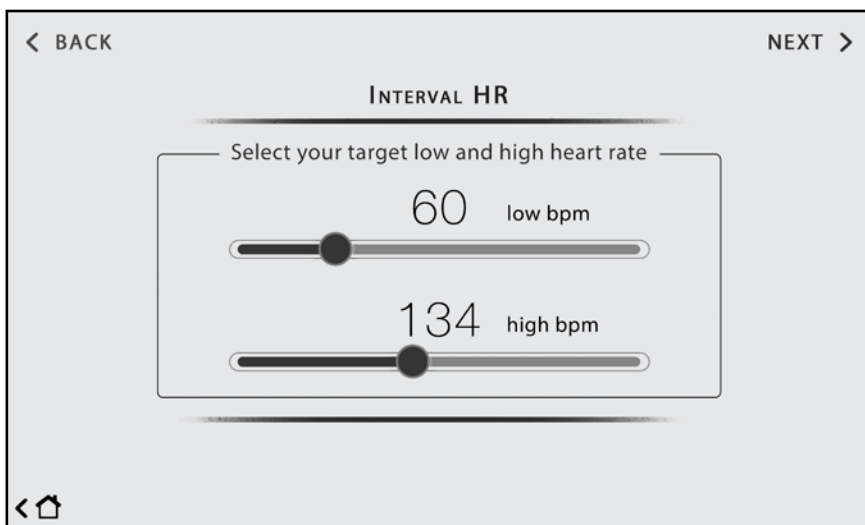 BACK
NEXT
INTERVAL HR
Select your target low and high heart rate
60 low bpm
134 high bpm